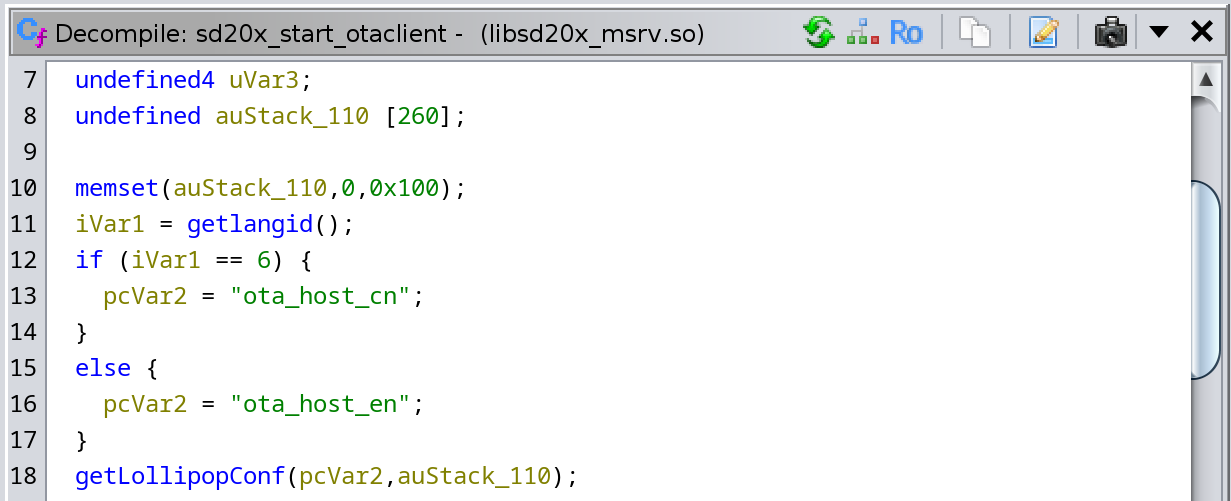 Decompile: sd20x_start_otaclient - (libsd20x_msrv.so) Ro
7 undefined4 uVar3;
8 undefined auStack_110 [260];
9
10 memset(auStack_110,0,0x100);
11 iVar1 = getlangid();
12 if (iVar1 == 6) {
13 pcVar2 = "ota_host_cn";
14 }
15 else {
16 pcVar2 = "ota_host_en";
17 }
18 getLollipopConf(pcVar2,auStack_110);